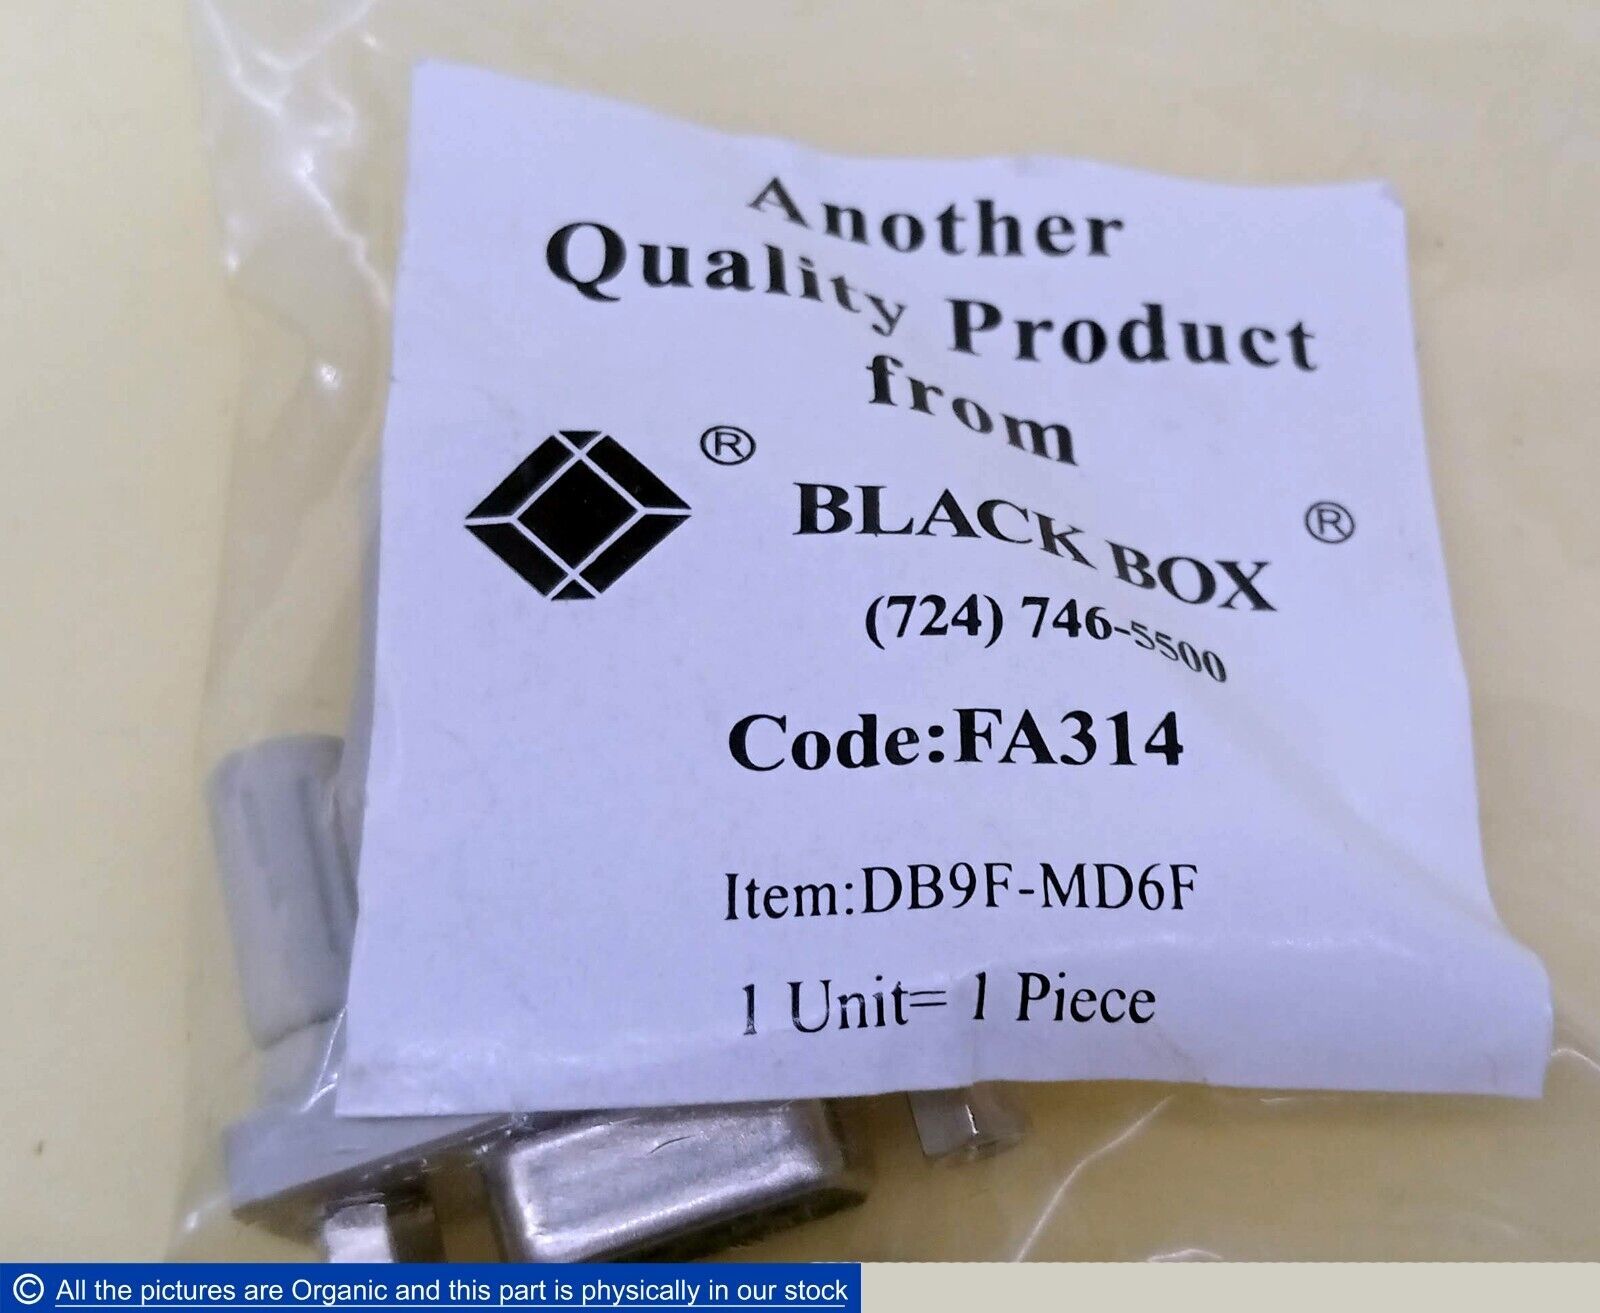 Another
Quality Product
from
®
BLACK BOX ®
(724) 746-5500
Code:FA314
Item:DB9F-MD6F
1 Unit= 1 Piece
© All the pictures are Organic and this part is physically in our stock